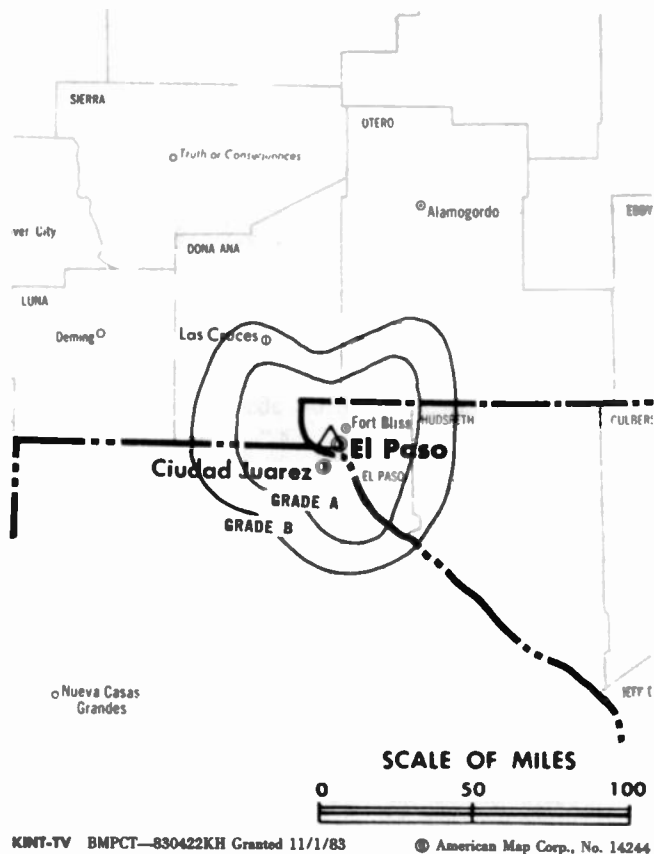 SIERRA
OTERO
Truth or Consequences
Alamogordo
EDDY
ver City
DONA ANA
LUNA
Deming
Las Cruces
Fort Bliss
HUDSPETH
CULBERS
El Paso
Ciudad Juarez
EL PASO
GRADE A
GRADE B
Nueva Casas
Grandes
JEFF D
SCALE OF MILES
0 50 100
KINT-TV BMPCT—830422KH Granted 11/1/83
© American Map Corp., No. 14244